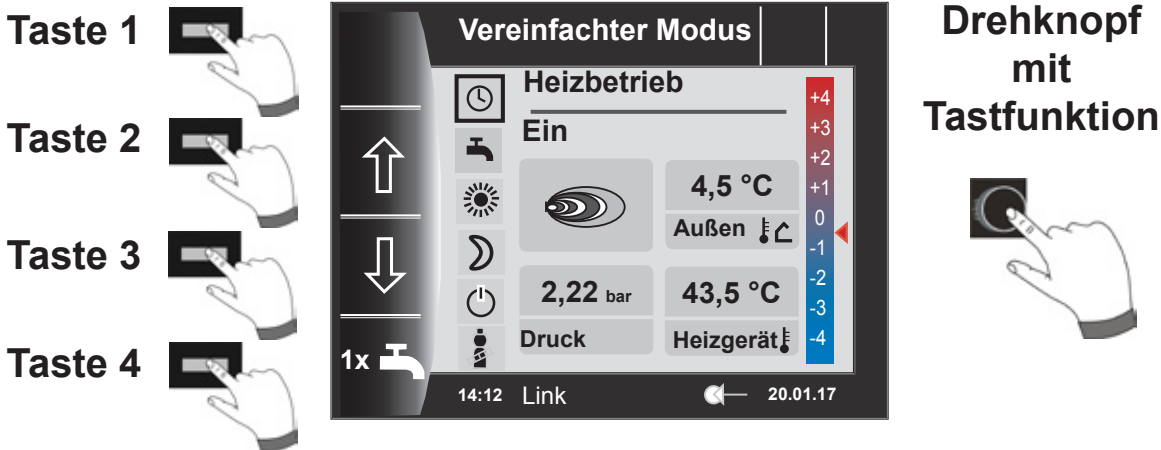 Taste 1
Taste 2
Taste 3
Taste 4
Vereinfachter Modus
Heizbetrieb
Ein
4,5 °C
Außen
2,22 bar
43,5 °C
Druck
Heizgerät
+4
+3
+2
+1
0
-1
-2
-3
-4
1x
14:12 Link 20.01.17
Drehknopf
mit
Tastfunktion